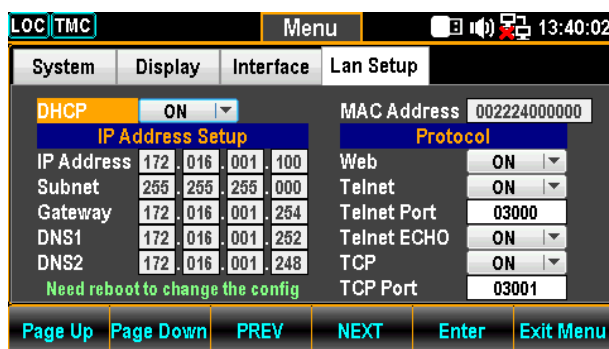 LOC TMC Menu 13:40:02
System Display Interface Lan Setup
DHCP ON MAC Address 002224000000
IP Address Setup Protocol
IP Address 172 . 016 . 001 . 100 Web ON
Subnet 255 . 255 . 255 . 000 Telnet ON
Gateway 172 . 016 . 001 . 254 Telnet Port 03000
DNS1 172 . 016 . 001 . 252 Telnet ECHO ON
DNS2 172 . 016 . 001 . 248 TCP ON
Need reboot to change the config TCP Port 03001
Page Up Page Down PREV NEXT Enter Exit Menu